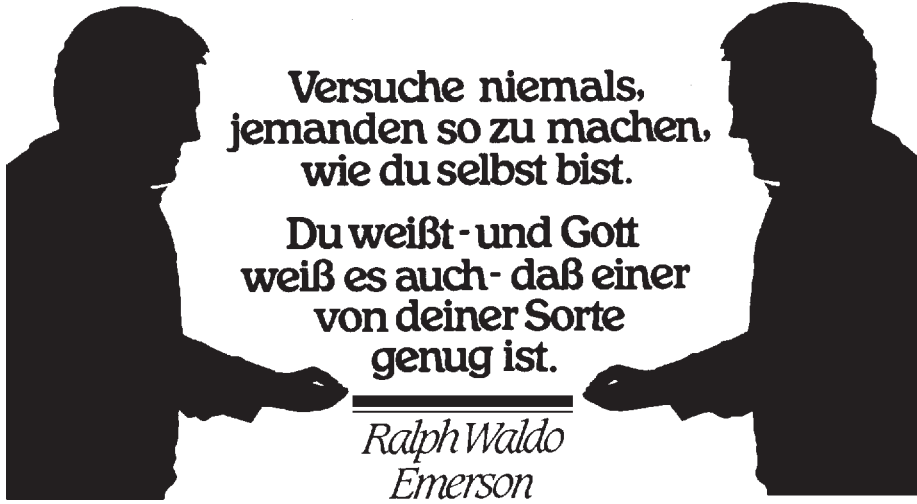 Versuche niemals,
jemanden so zu machen,
wie du selbst bist.
Du weißt - und Gott
weiß es auch - daß einer
von deiner Sorte
genug ist.
Ralph Waldo
Emerson